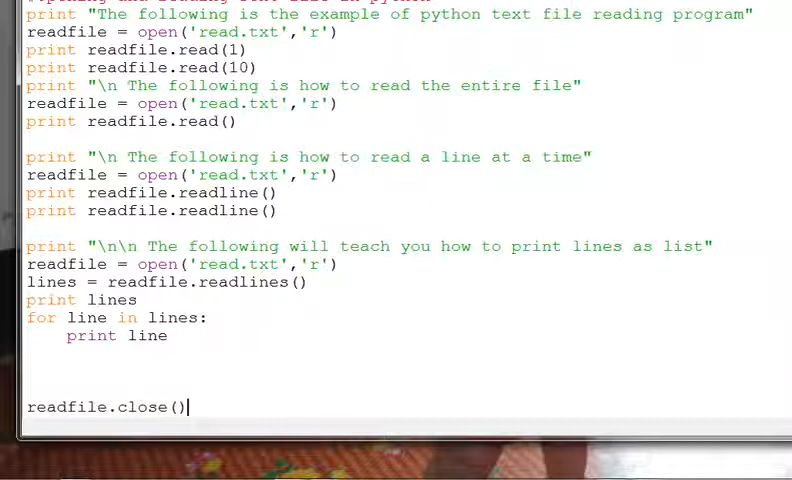 print "The following is the example of python text file reading program"
readfile = open('read.txt','r')
print readfile.read(1)
print readfile.read(10)
print "\n The following is how to read the entire file"
readfile = open('read.txt','r')
print readfile.read()
print "\n The following is how to read a line at a time"
readfile = open('read.txt','r')
print readfile.readline()
print readfile.readline()
print "\n\n The following will teach you how to print lines as list"
readfile = open('read.txt','r')
lines = readfile.readlines()
print lines
for line in lines:
    print line
readfile.close()